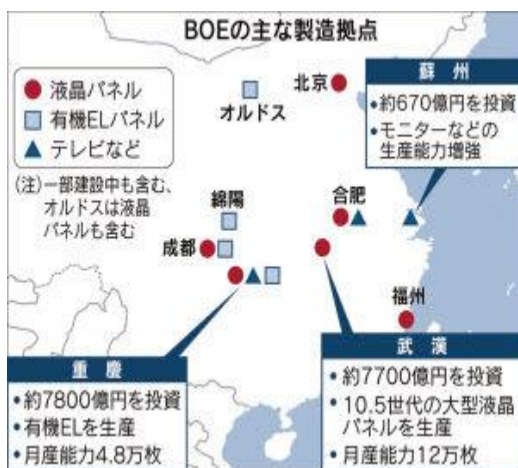 BOEの主な製造拠点
液晶パネル
有機ELパネル
テレビなど
(注)一部建設中も含む、
オルドスは液晶
パネルも含む
オルドス
北京
蘇州
•約670億円を投資
•モニターなどの
生産能力増強
綿陽
成都
合肥
福州
重慶
•約7800億円を投資
•有機ELを生産
•月産能力4.8万枚
武漢
•約7700億円を投資
•10.5世代の大型液晶
パネルを生産
•月産能力12万枚